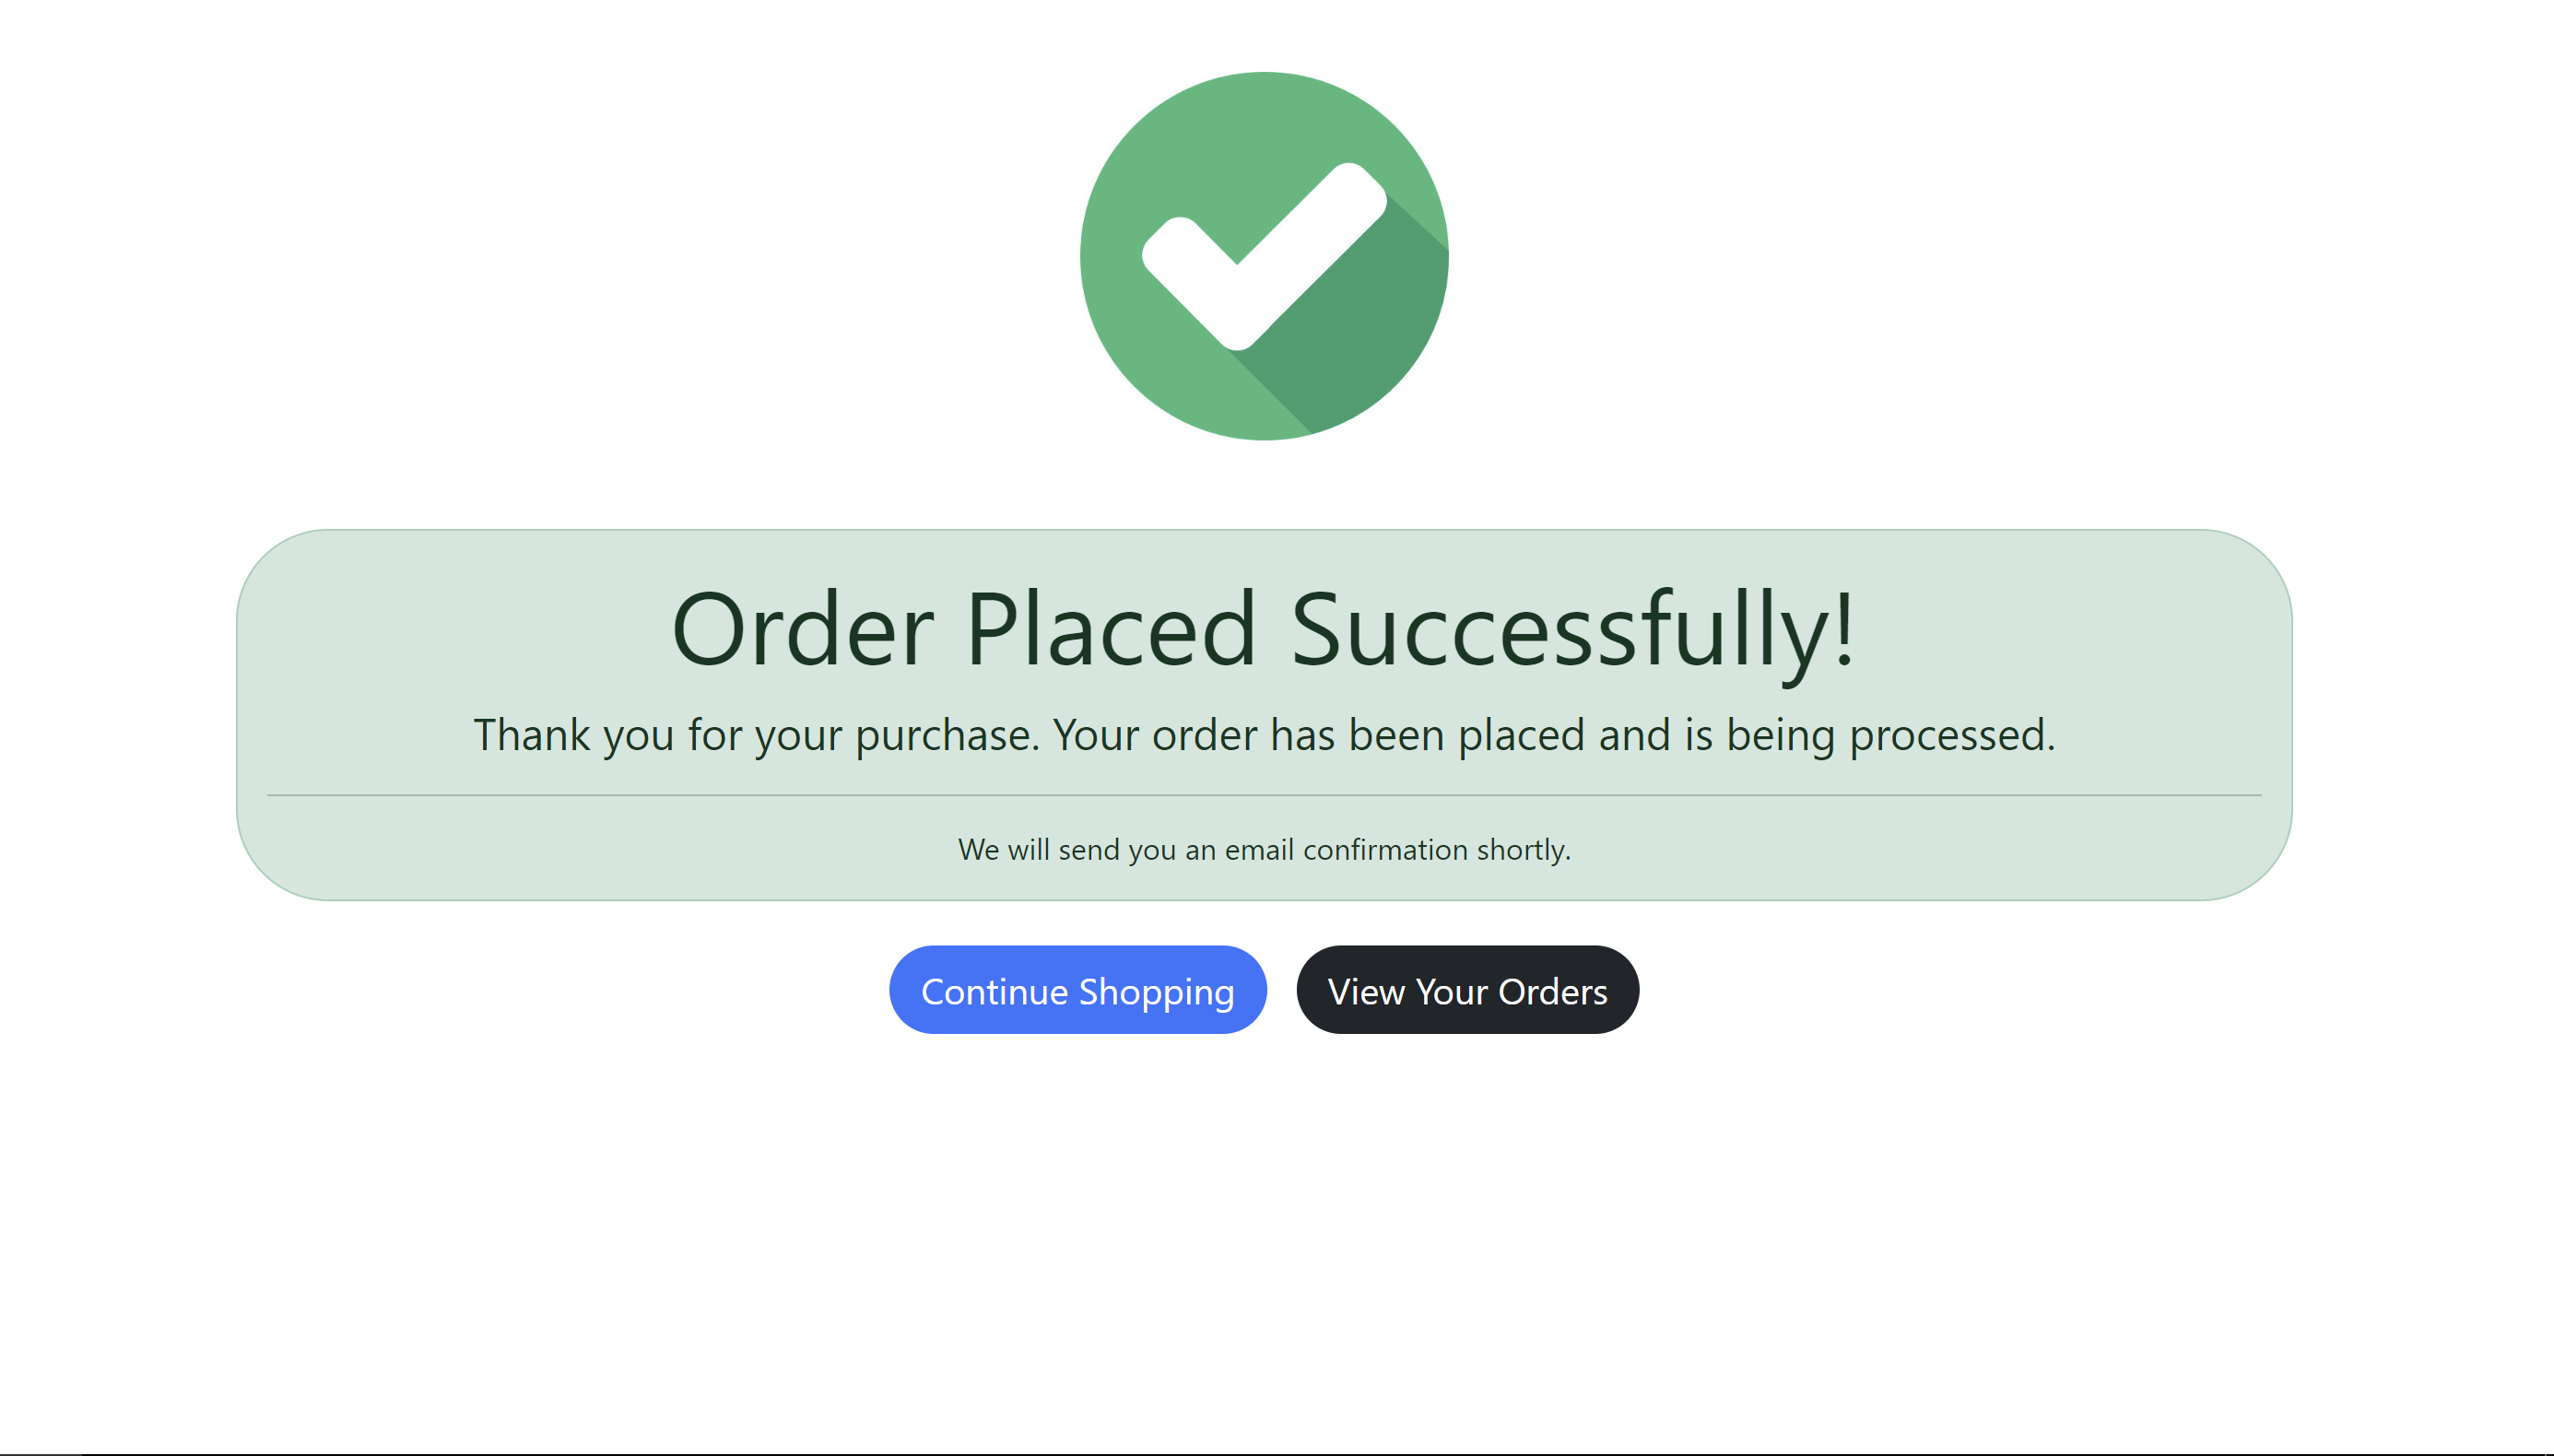 Order Placed Successfully!
Thank you for your purchase. Your order has been placed and is being processed.
We will send you an email confirmation shortly.
Continue Shopping
View Your Orders